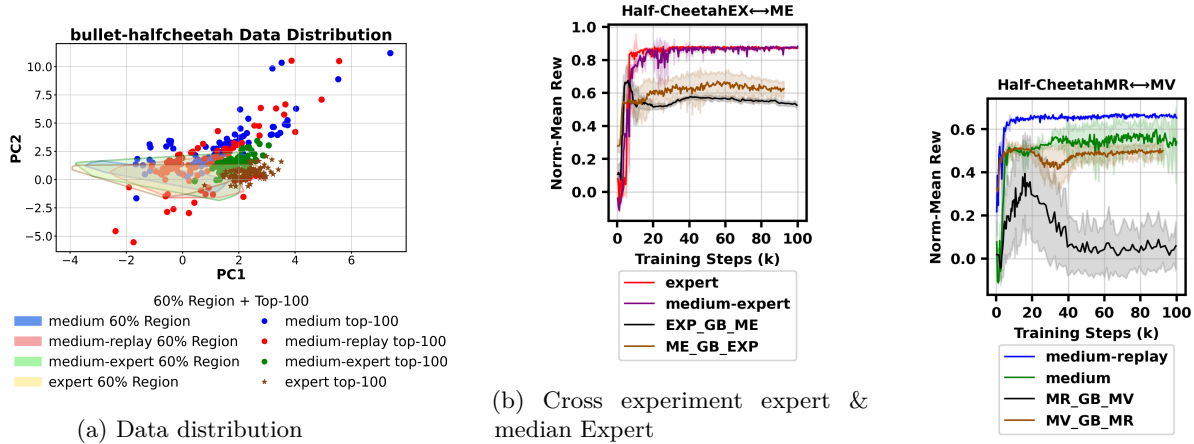 bullet-halfcheetah Data Distribution
PC2
10.0
7.5
5.0
2.5
0.0
−2.5
−5.0
−4 −2 0 2 4 6
PC1
60% Region + Top-100
medium 60% Region
medium-replay 60% Region
medium-expert 60% Region
expert 60% Region
medium top-100
medium-replay top-100
medium-expert top-100
expert top-100
(a) Data distribution
Half-CheetahEX⟷ME
Norm-Mean Rew
1.0
0.8
0.6
0.4
0.2
0.0
0 20 40 60 80 100
Training Steps (k)
expert
medium-expert
EXP_GB_ME
ME_GB_EXP
(b) Cross experiment expert &
median Expert
Half-CheetahMR⟷MV
Norm-Mean Rew
0.6
0.4
0.2
0.0
0 20 40 60 80 100
Training Steps (k)
medium-replay
medium
MR_GB_MV
MV_GB_MR